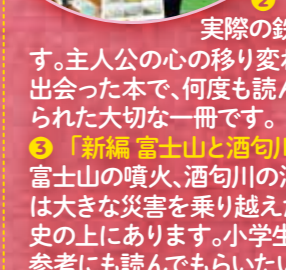 ❷
実際の鉄
す。主人公の心の移り変わ
出会った本で、何度も読ん
られた大切な一冊です。
❸ 「新編 富士山と酒匂川
富士山の噴火、酒匂川の氾
は大きな災害を乗り越えた
史の上にあります。小学生
参考にも読んでもらいたい